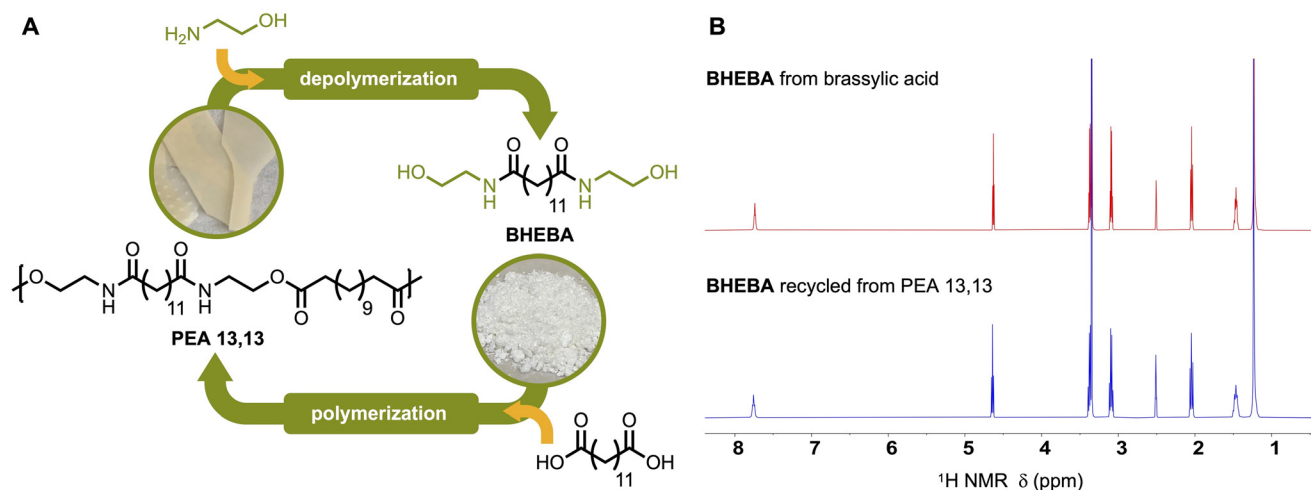 A
H₂N
OH
depolymerization
O
O
HO
N
H
11
N
H
OH
BHEBA
O
N
H
O
11
O
N
H
O
O
9
O
PEA 13,13
polymerization
O
O
HO
11
OH
B
BHEBA from brassylic acid
BHEBA recycled from PEA 13,13
8 7 6 5 4 3 2 1
¹H NMR δ (ppm)